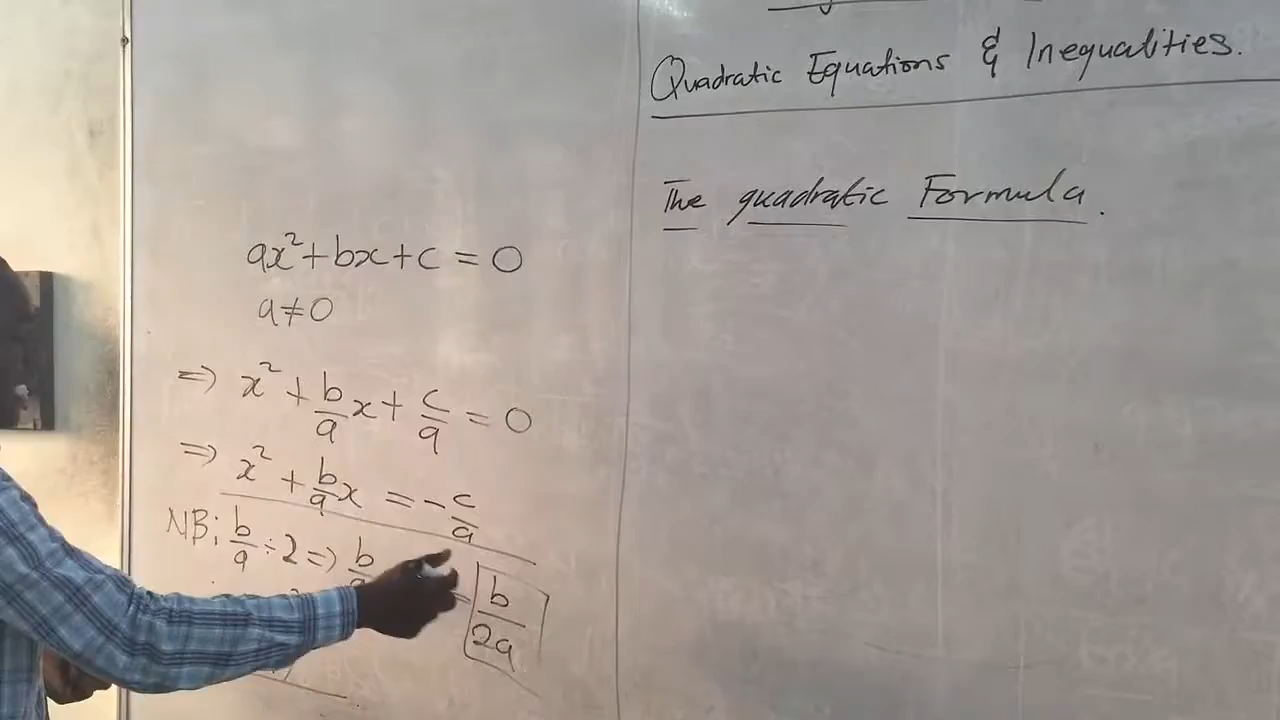 Quadratic Equations & Inequalities.
The quadratic Formula.
ax² + bx + c = 0
a ≠ 0
⇒ x² + b/a x + c/a = 0
⇒ x² + b/a x = - c/a
NB; b/a ÷ 2 ⇒ b/a = b/2a